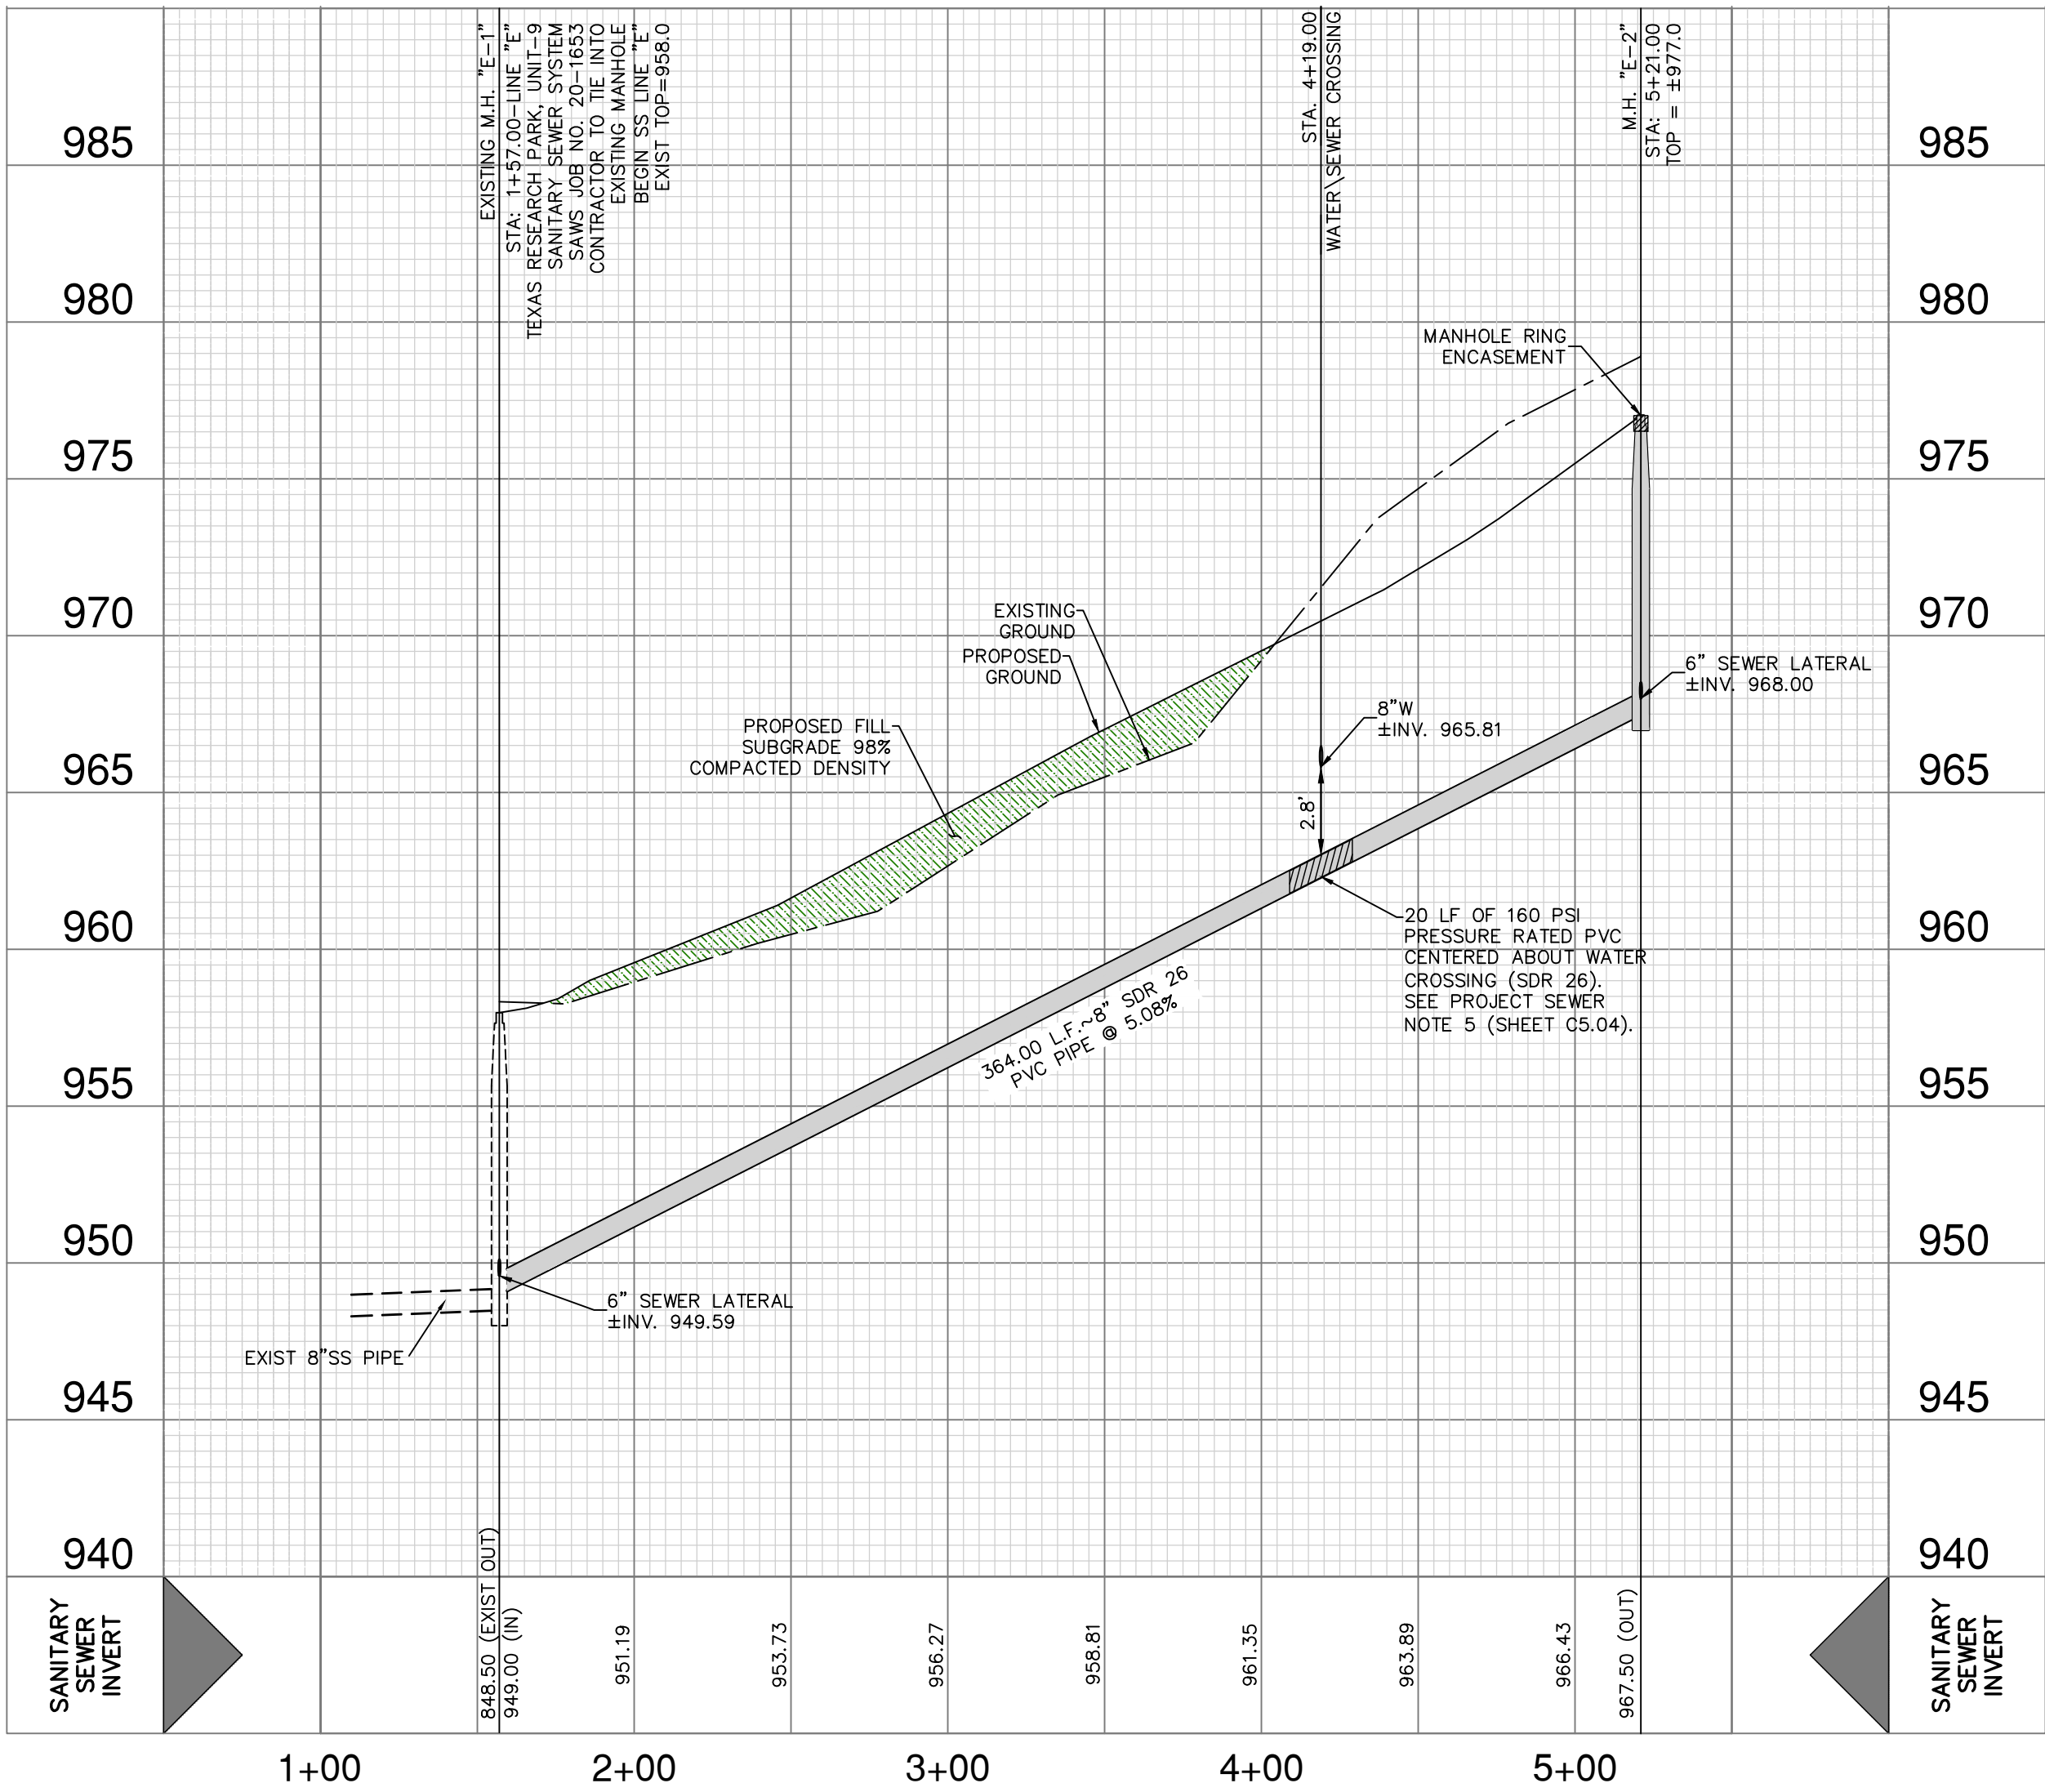 EXISTING M.H. "E-1"
STA: 1+57.00-LINE "E"
TEXAS RESEARCH PARK, UNIT-9
SANITARY SEWER SYSTEM
SAWS JOB NO. 20-1653
CONTRACTOR TO TIE INTO
EXISTING MANHOLE
BEGIN SS LINE "E"
EXIST TOP=958.0
STA. 4+19.00
WATER\SEWER CROSSING
M.H. "E-2"
STA: 5+21.00
TOP = ±977.0
985
985
980
980
MANHOLE RING
ENCASEMENT
975
975
970
970
EXISTING
GROUND
PROPOSED
GROUND
6" SEWER LATERAL
±INV. 968.00
8"W
±INV. 965.81
PROPOSED FILL
SUBGRADE 98%
COMPACTED DENSITY
965
965
2.8'
960
960
20 LF OF 160 PSI
PRESSURE RATED PVC
CENTERED ABOUT WATER
CROSSING (SDR 26).
SEE PROJECT SEWER
NOTE 5 (SHEET C5.04).
364.00 L.F.~8" SDR 26
PVC PIPE @ 5.08%
955
955
950
950
6" SEWER LATERAL
±INV. 949.59
EXIST 8"SS PIPE
945
945
940
940
SANITARY
SEWER
INVERT
848.50 (EXIST OUT)
949.00 (IN)
951.19
953.73
956.27
958.81
961.35
963.89
966.43
967.50 (OUT)
SANITARY
SEWER
INVERT
1+00
2+00
3+00
4+00
5+00